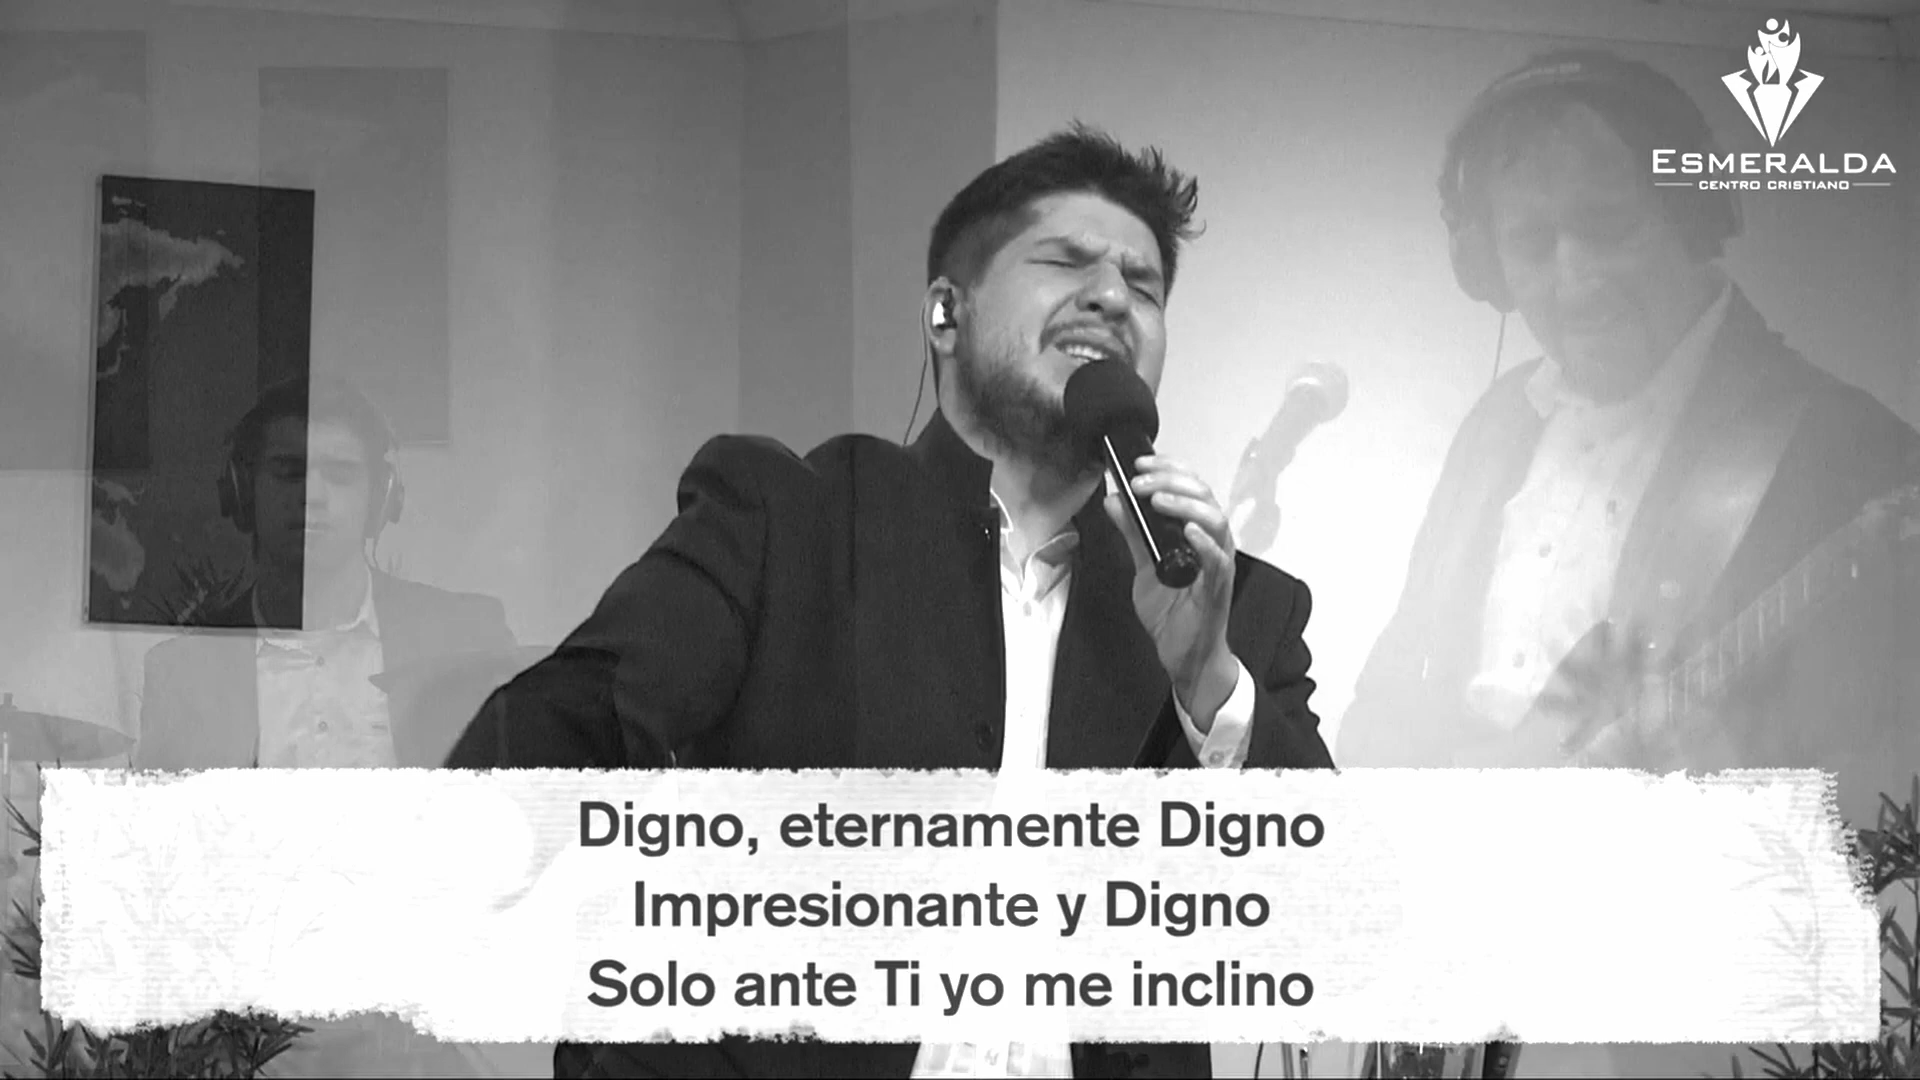 ESMERALDA
CENTRO CRISTIANO
Digno, eternamente Digno
Impresionante y Digno
Solo ante Ti yo me inclino